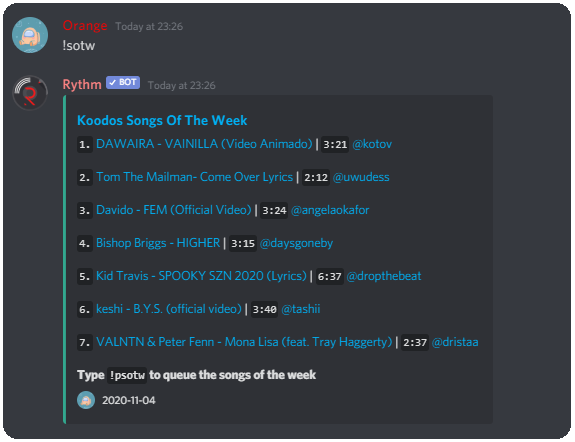 Orange Today at 23:26
!sotw
Rythm ✓ BOT Today at 23:26
Koodos Songs Of The Week
1. DAWAIRA - VAINILLA (Video Animado) | 3:21 @kotov
2. Tom The Mailman- Come Over Lyrics | 2:12 @uwudess
3. Davido - FEM (Official Video) | 3:24 @angelaokafor
4. Bishop Briggs - HIGHER | 3:15 @daysgoneby
5. Kid Travis - SPOOKY SZN 2020 (Lyrics) | 6:37 @dropthebeat
6. keshi - B.Y.S. (official video) | 3:40 @tashii
7. VALNTN & Peter Fenn - Mona Lisa (feat. Tray Haggerty) | 2:37 @dristaa
Type !psotw to queue the songs of the week
2020-11-04